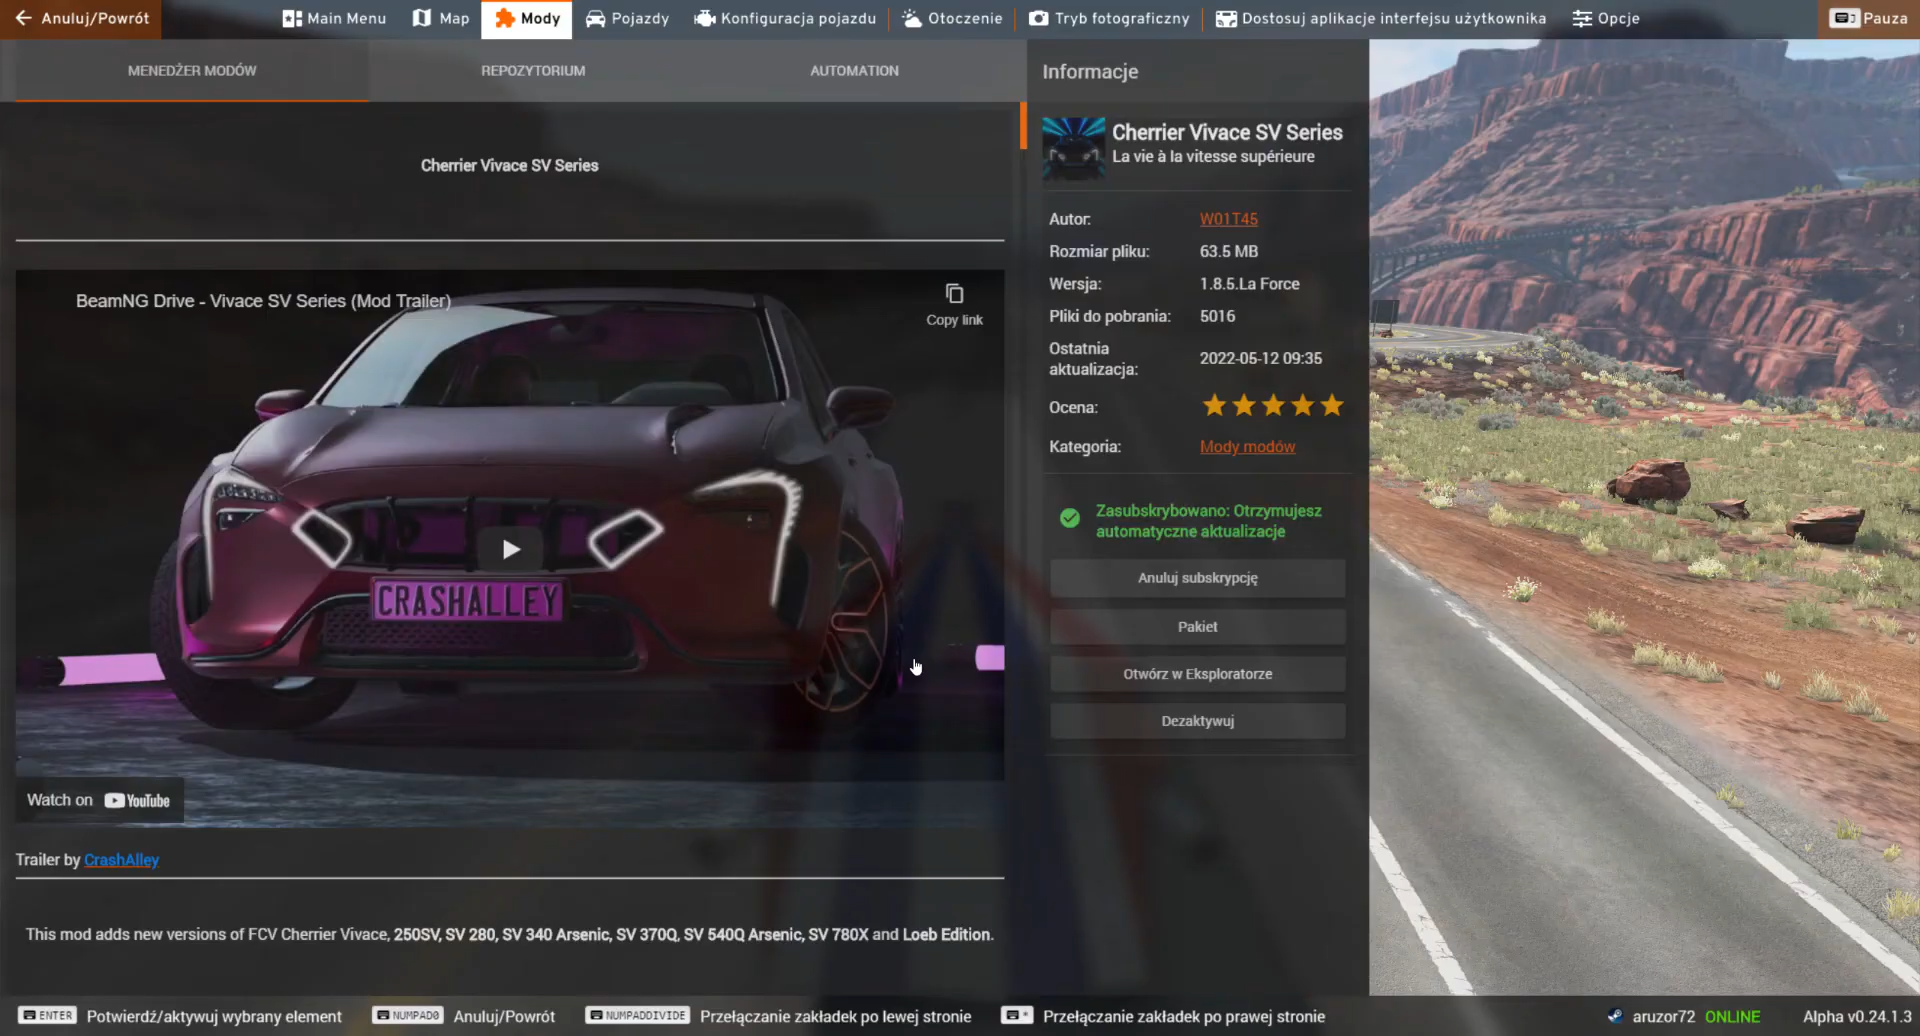 Anuluj/Powrót
Main Menu
Map
Mody
Pojazdy
Konfiguracja pojazdu
Otoczenie
Tryb fotograficzny
Dostosuj aplikacje interfejsu użytkownika
Opcje
J
Pauza
MENEDŻER MODÓW
REPOZYTORIUM
AUTOMATION
Cherrier Vivace SV Series
BeamNG Drive - Vivace SV Series (Mod Trailer)
Copy link
CRASHALLEY
Watch on YouTube
Trailer by CrashAlley
This mod adds new versions of FCV Cherrier Vivace, 250SV, SV 280, SV 340 Arsenic, SV 370Q, SV 540Q Arsenic, SV 780X and Loeb Edition.
Informacje
Cherrier Vivace SV Series
La vie à la vitesse supérieure
Autor: W01T45
Rozmiar pliku: 63.5 MB
Wersja: 1.8.5.La Force
Pliki do pobrania: 5016
Ostatnia
aktualizacja: 2022-05-12 09:35
Ocena:
Kategoria: Mody modów
Zasubskrybowano: Otrzymujesz
automatyczne aktualizacje
Anuluj subskrypcję
Pakiet
Otwórz w Eksploratorze
Dezaktywuj
ENTER Potwierdź/aktywuj wybrany element
NUMPAD0 Anuluj/Powrót
NUMPADDIVIDE Przełączanie zakładek po lewej stronie
* Przełączanie zakładek po prawej stronie
aruzor72 ONLINE
Alpha v0.24.1.3